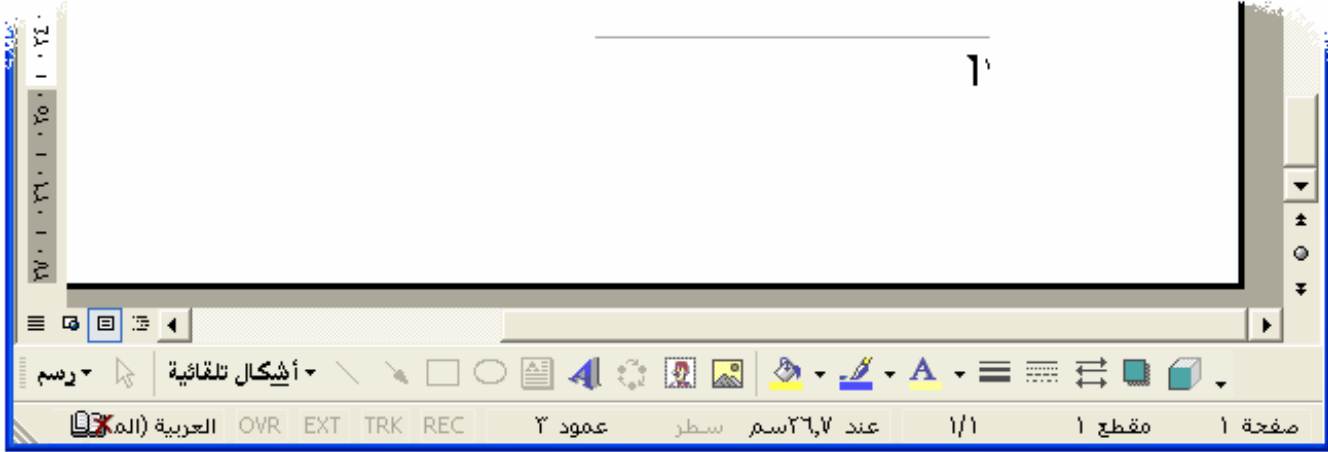 ١
رسم
أشكال تلقائية
صفحة ١ مقطع ١ ١/١ عند ٢٦,٧سم سطر عمود ٣ REC TRK EXT OVR العربية (الم